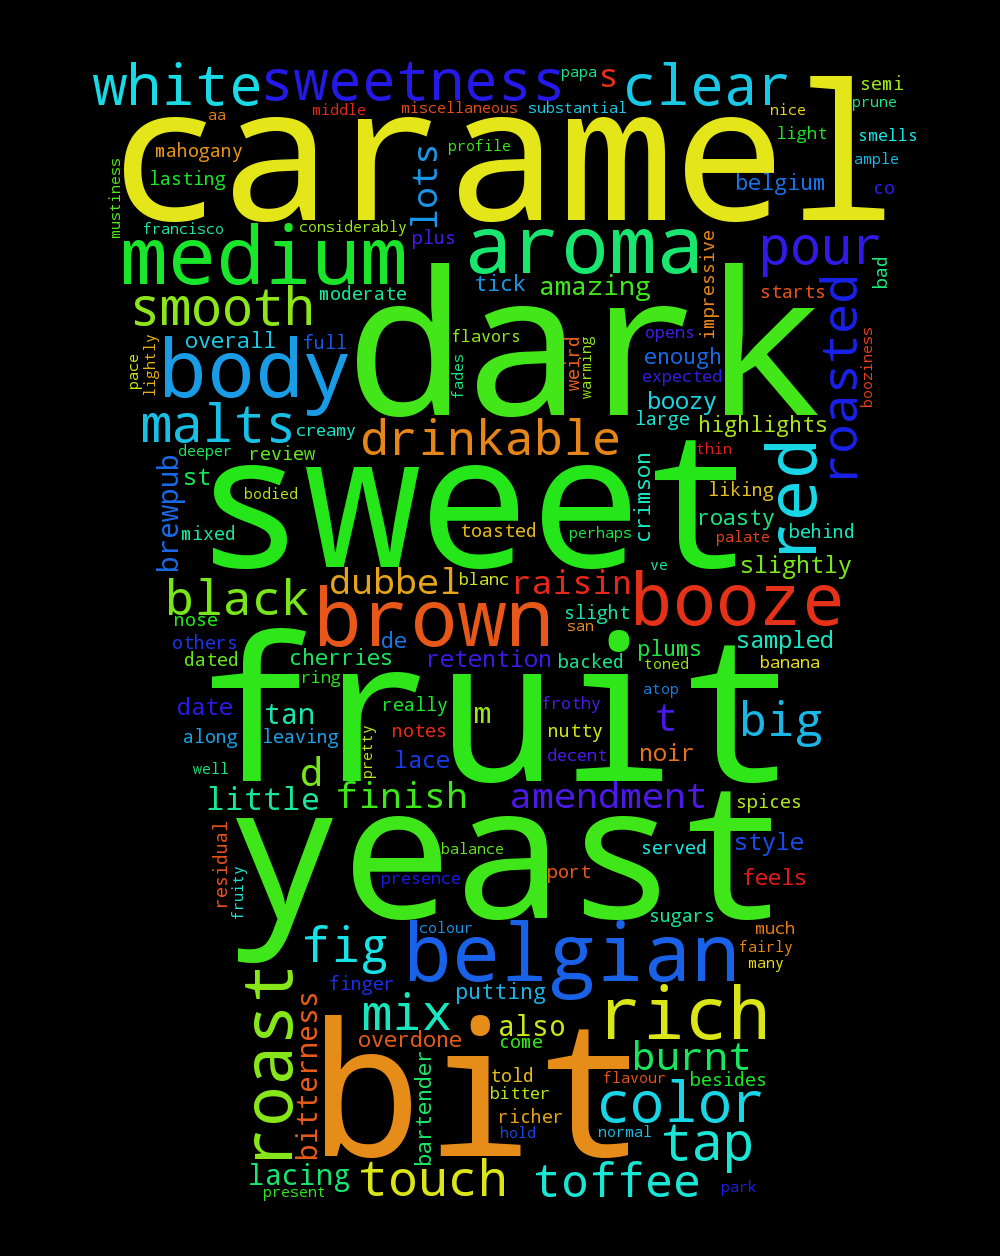 white sweetness papa s clear semi
aa middle miscellaneous substantial nice prune
caramel
mahogany lots profile light smells
mustiness lasting belgium ample co
francisco considerably plus
medium aroma impressive pour bad
smooth moderate tick amazing starts roasted
dark
pace lightly overall full flavors opens
body fades weird warming enough expected booziness
malts creamy boozy large highlights
drinkable
deeper review thin red
sweet
brewpub st bodied crimson liking
mixed toasted perhaps roasty palate behind
ve slightly
black dubbel blanc raisin booze
nose brown slight san
others de sampled
dated cherries retention backed plums banana
ring toned
fruit
date tan really m frothy atop t big
along leaving pretty notes nutty
well lace decent noir
d
little finish amendment spices
yeast
residual fruity balance served style
presence port feels
sugars
fig colour belgian much
fairly
finger many
roast mix putting rich
bitterness overdone also
come burnt
bit
bartender told flavour besides
bitter
richer color
hold normal tap
lacing touch toffee
present park